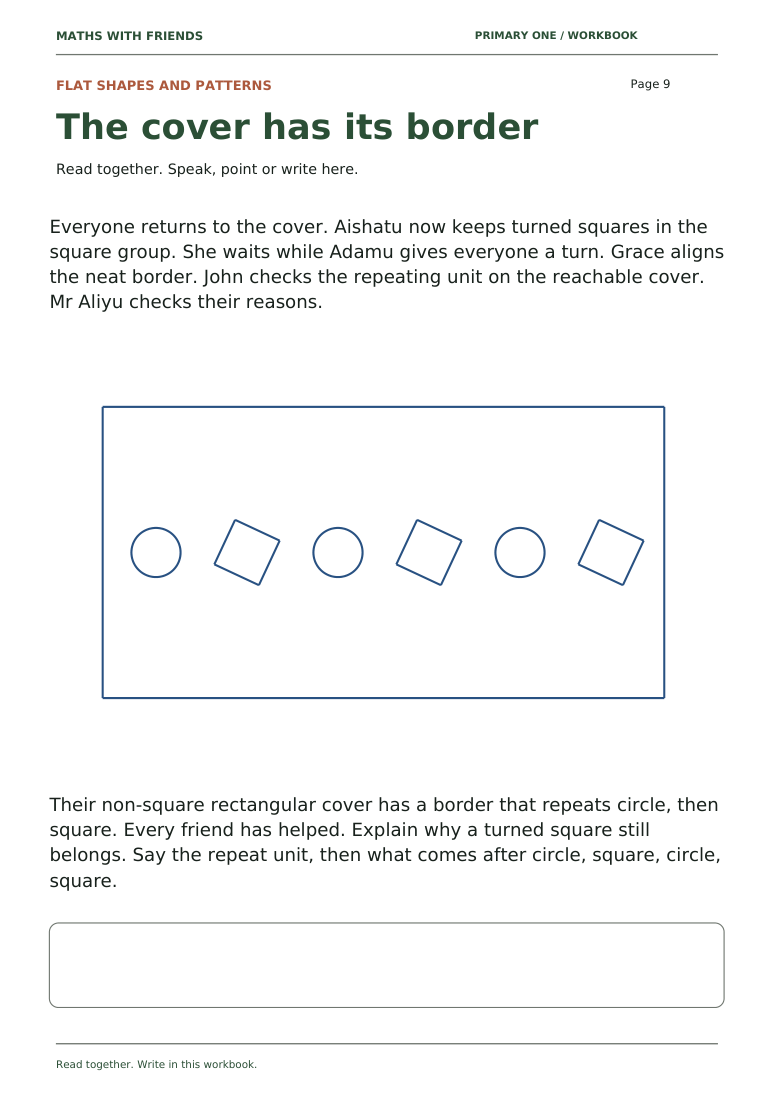 MATHS WITH FRIENDS
PRIMARY ONE / WORKBOOK
FLAT SHAPES AND PATTERNS
Page 9
The cover has its border
Read together. Speak, point or write here.
Everyone returns to the cover. Aishatu now keeps turned squares in the
square group. She waits while Adamu gives everyone a turn. Grace aligns
the neat border. John checks the repeating unit on the reachable cover.
Mr Aliyu checks their reasons.
Their non-square rectangular cover has a border that repeats circle, then
square. Every friend has helped. Explain why a turned square still
belongs. Say the repeat unit, then what comes after circle, square, circle,
square.
Read together. Write in this workbook.